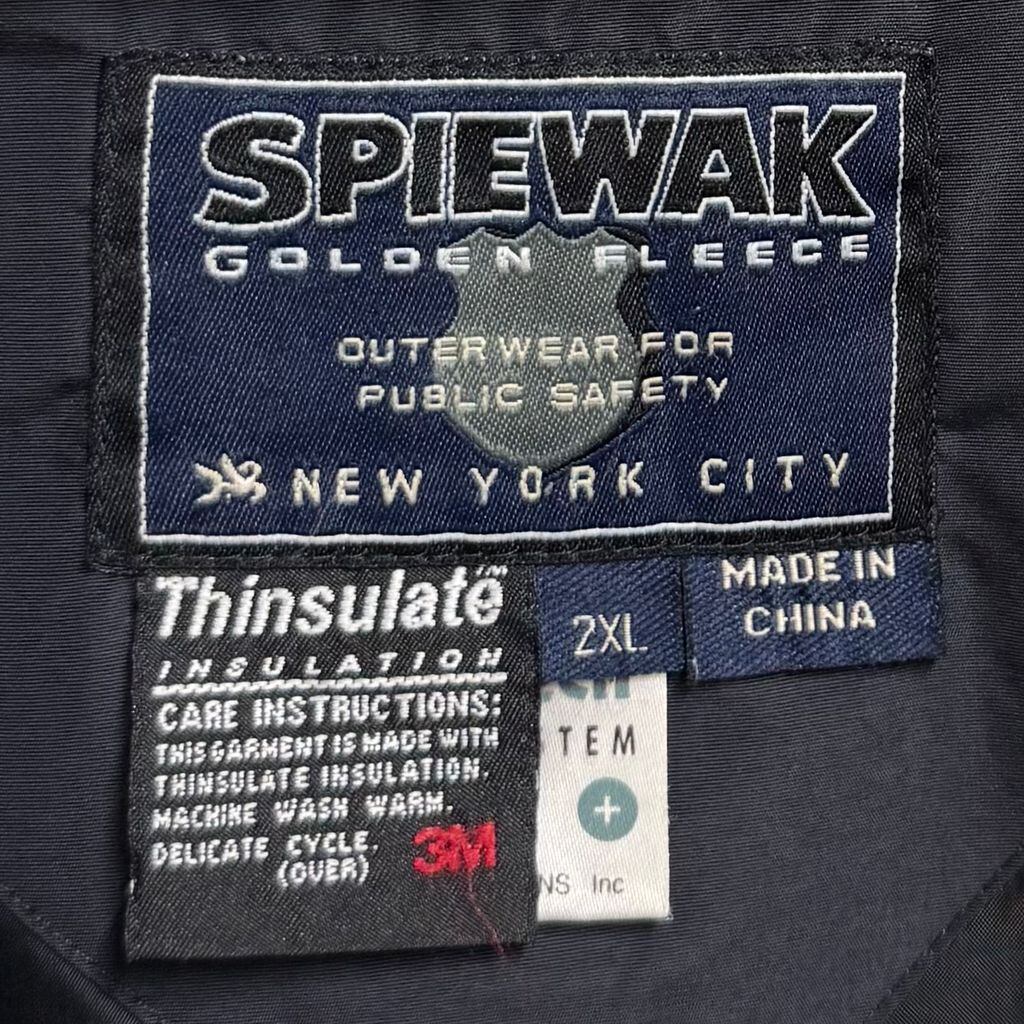 SPIEWAK
GOLDEN FLEECE
OUTERWEAR FOR
PUBLIC SAFETY
NEW YORK CITY
Thinsulate™
INSULATION
CARE INSTRUCTIONS:
THIS GARMENT IS MADE WITH
THINSULATE INSULATION.
MACHINE WASH WARM.
DELICATE CYCLE.
(OVER)
3M
2XL
MADE IN
CHINA
TEM
+
NS Inc